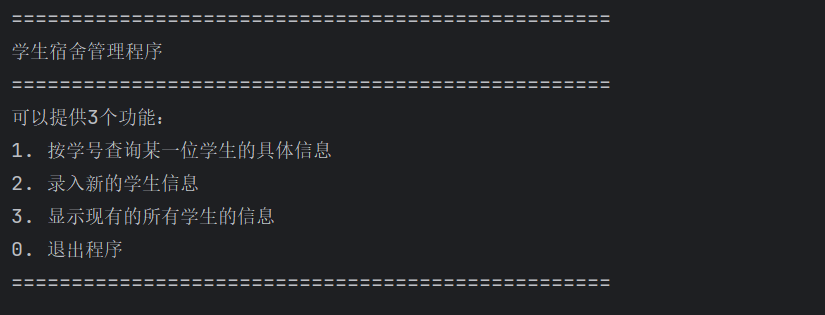 ==================================================
学生宿舍管理程序
==================================================
可以提供3个功能:
1. 按学号查询某一位学生的具体信息
2. 录入新的学生信息
3. 显示现有的所有学生的信息
0. 退出程序
==================================================